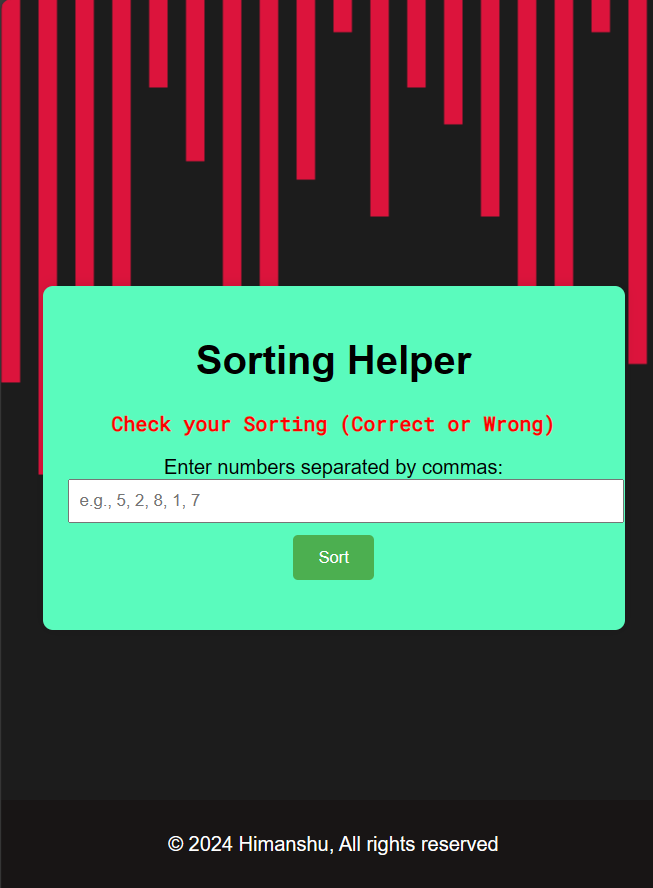 Sorting Helper
Check your Sorting (Correct or Wrong)
Enter numbers separated by commas:
e.g., 5, 2, 8, 1, 7
Sort
© 2024 Himanshu, All rights reserved